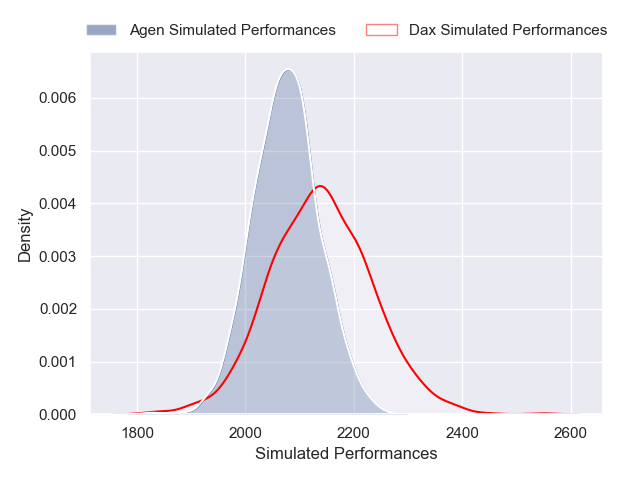 Agen Simulated Performances Dax Simulated Performances
0.006
0.005
0.004
0.003
0.002
0.001
0.000
Density
1800 2000 2200 2400 2600
Simulated Performances